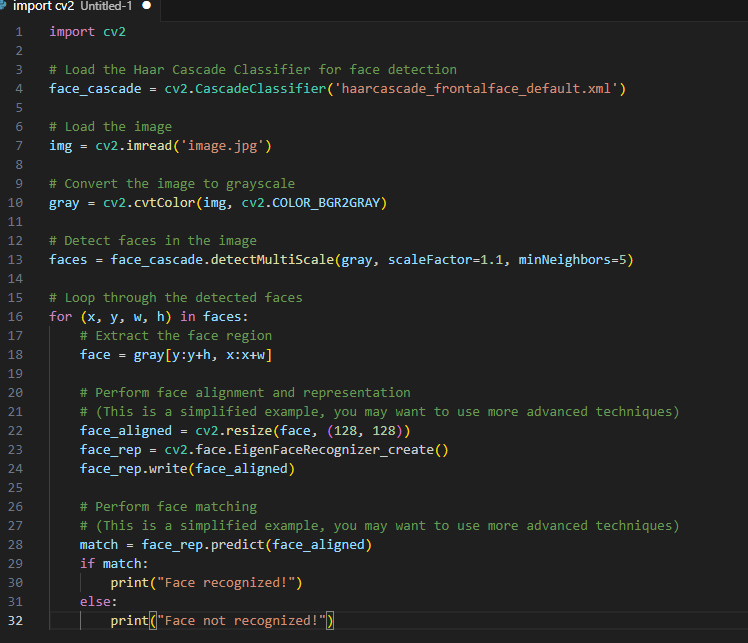 import cv2 Untitled-1 ●
1 import cv2
2
3 # Load the Haar Cascade Classifier for face detection
4 face_cascade = cv2.CascadeClassifier('haarcascade_frontalface_default.xml')
5
6 # Load the image
7 img = cv2.imread('image.jpg')
8
9 # Convert the image to grayscale
10 gray = cv2.cvtColor(img, cv2.COLOR_BGR2GRAY)
11
12 # Detect faces in the image
13 faces = face_cascade.detectMultiScale(gray, scaleFactor=1.1, minNeighbors=5)
14
15 # Loop through the detected faces
16 for (x, y, w, h) in faces:
17     # Extract the face region
18     face = gray[y:y+h, x:x+w]
19
20     # Perform face alignment and representation
21     # (This is a simplified example, you may want to use more advanced techniques)
22     face_aligned = cv2.resize(face, (128, 128))
23     face_rep = cv2.face.EigenFaceRecognizer_create()
24     face_rep.write(face_aligned)
25
26     # Perform face matching
27     # (This is a simplified example, you may want to use more advanced techniques)
28     match = face_rep.predict(face_aligned)
29     if match:
30         print("Face recognized!")
31     else:
32         print("Face not recognized!")